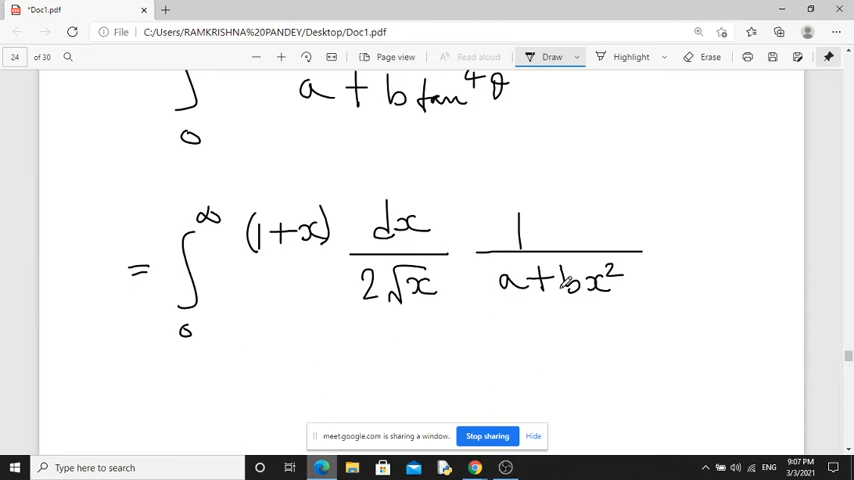 *Doc1.pdf
File C:/Users/RAMKRISHNA%20PANDEY/Desktop/Doc1.pdf
24 of 30 Page view Read aloud Draw Highlight Erase
∫ a + b tan⁴θ
0
= ∫ ∞ (1+x) dx 1
0 2√x a+bx²
meet.google.com is sharing a window. Stop sharing Hide
Type here to search ENG 9:07 PM
3/3/2021